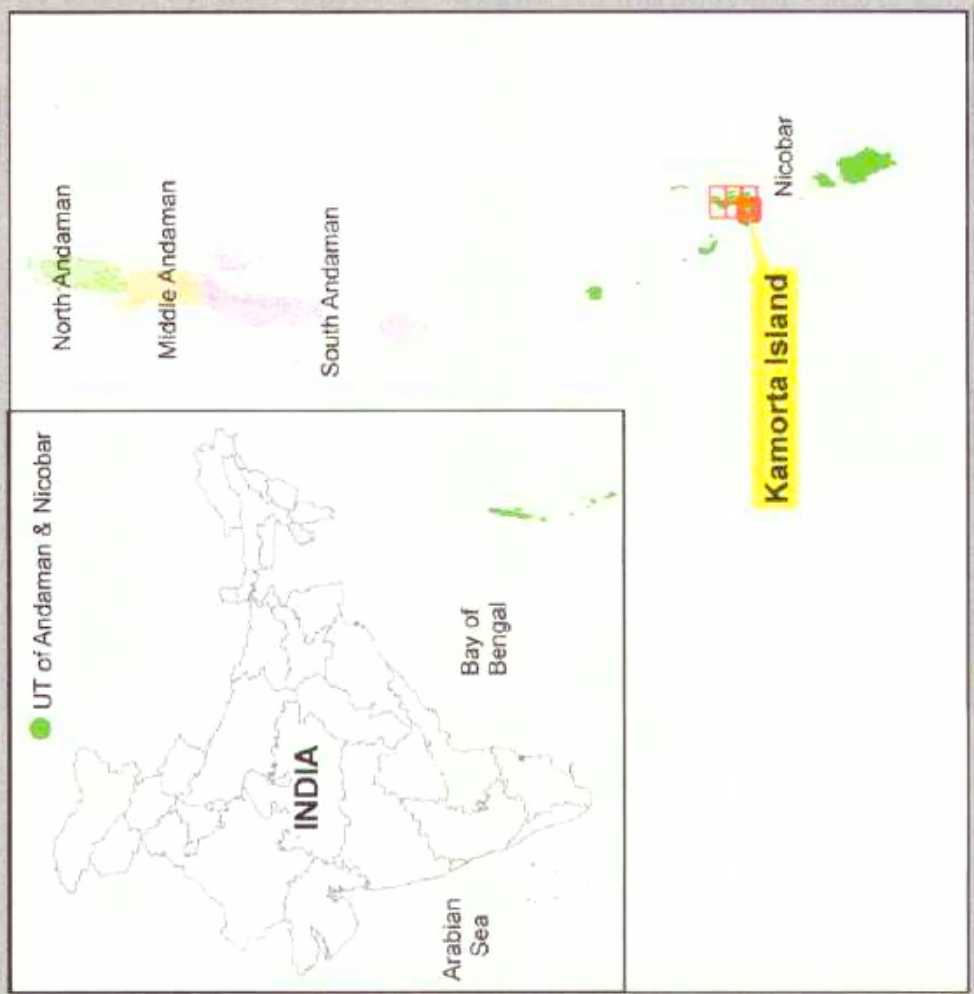 UT of Andaman & Nicobar
INDIA
Arabian
Sea
Bay of
Bengal
North Andaman
Middle Andaman
South Andaman
Nicobar
Kamorta Island